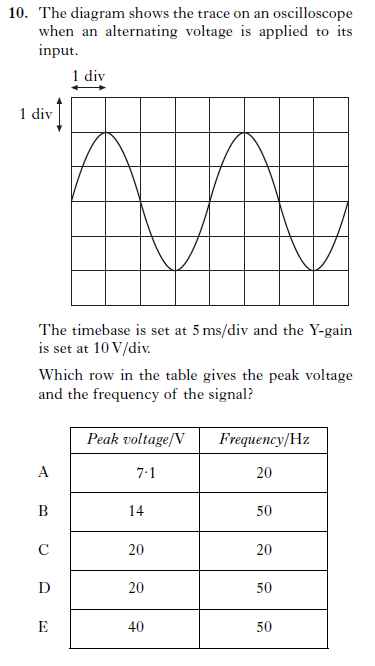 10. The diagram shows the trace on an oscilloscope
when an alternating voltage is applied to its
input.
1 div
1 div
The timebase is set at 5 ms/div and the Y-gain
is set at 10 V/div.
Which row in the table gives the peak voltage
and the frequency of the signal?
Peak voltage/V Frequency/Hz
A 7·1 20
B 14 50
C 20 20
D 20 50
E 40 50